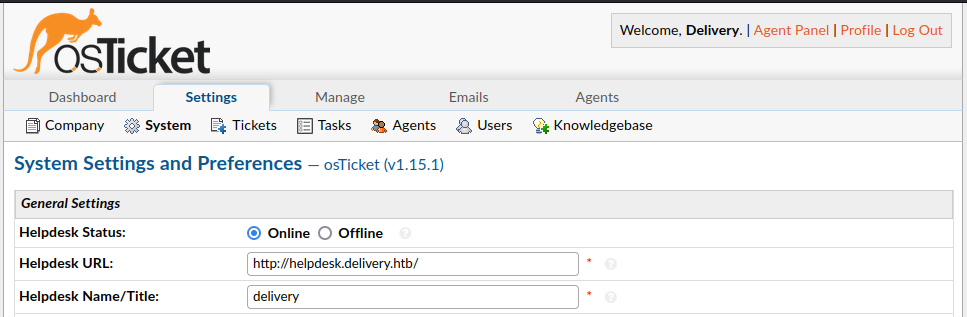 Welcome, Delivery. | Agent Panel | Profile | Log Out
osTicket
Dashboard Settings Manage Emails Agents
Company System Tickets Tasks Agents Users Knowledgebase
System Settings and Preferences — osTicket (v1.15.1)
General Settings
Helpdesk Status: Online Offline ?
Helpdesk URL: http://helpdesk.delivery.htb/ * ?
Helpdesk Name/Title: delivery * ?